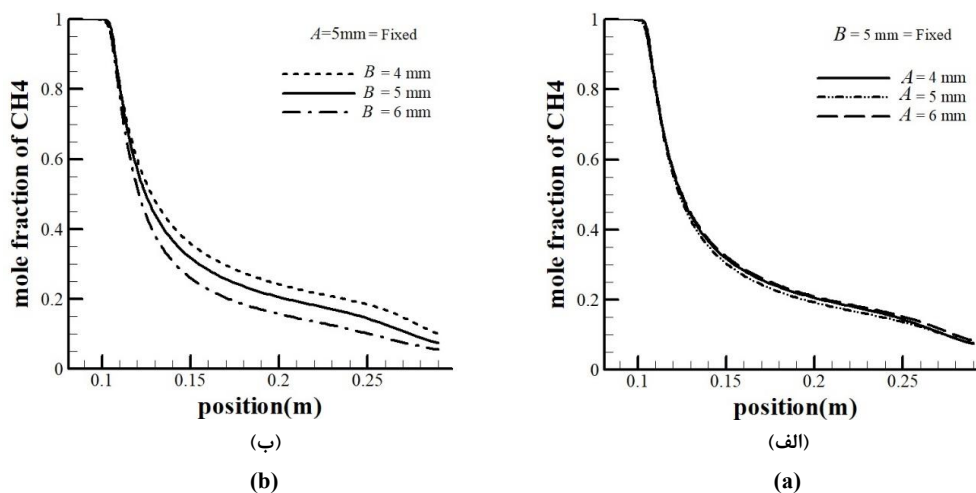 A=5mm = Fixed
B = 4 mm
B = 5 mm
B = 6 mm
mole fraction of CH4
1
0.8
0.6
0.4
0.2
0
0.1
0.15
0.2
0.25
position(m)
(ب)
(b)
B = 5 mm = Fixed
A = 4 mm
A = 5 mm
A = 6 mm
mole fraction of CH4
1
0.8
0.6
0.4
0.2
0
0.1
0.15
0.2
0.25
position(m)
(الف)
(a)